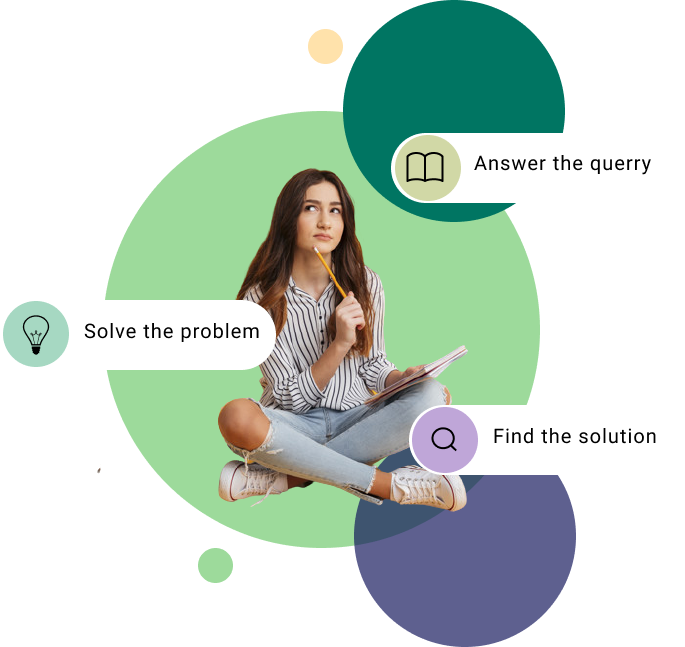 Answer the querry
Solve the problem
Find the solution